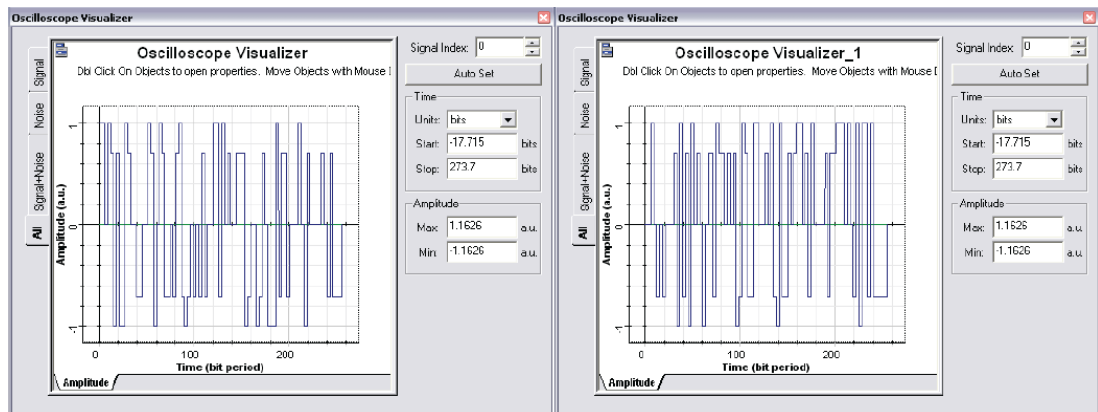 Oscilloscope Visualizer
Oscilloscope Visualizer
Dbl Click On Objects to open properties. Move Objects with Mouse D
Signal
Noise
Signal+Noise
All
Amplitude (a.u.)
1
0
-1
0 100 200
Time (bit period)
Amplitude
Signal Index: 0
Auto Set
Time
Units: bits
Start: -17.715 bits
Stop: 273.7 bits
Amplitude
Max: 1.1626 a.u.
Min: -1.1626 a.u.
Oscilloscope Visualizer
Oscilloscope Visualizer_1
Dbl Click On Objects to open properties. Move Objects with Mouse D
Signal
Noise
Signal+Noise
All
Amplitude (a.u.)
1
0
-1
0 100 200
Time (bit period)
Amplitude
Signal Index: 0
Auto Set
Time
Units: bits
Start: -17.715 bits
Stop: 273.7 bits
Amplitude
Max: 1.1626 a.u.
Min: -1.1626 a.u.